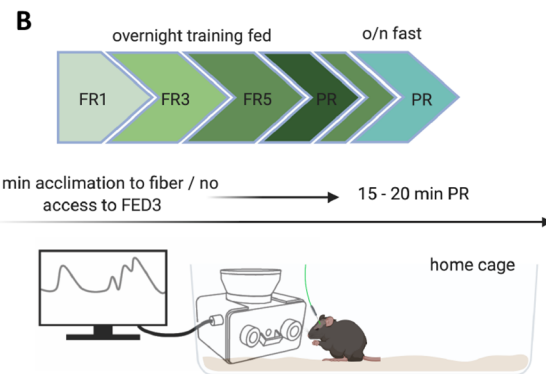 B
overnight training fed
o/n fast
FR1
FR3
FR5
PR
PR
min acclimation to fiber / no
access to FED3
15 - 20 min PR
home cage